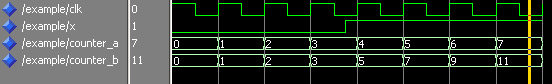 /example/clk 0
/example/x 1
/example/counter_a 7 0 1 2 3 4 5 6 7
/example/counter_b 11 0 1 2 3 5 7 9 11